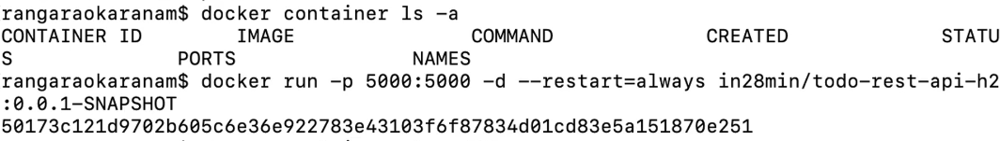 rangaraokaranam$ docker container ls -a
CONTAINER ID IMAGE COMMAND CREATED STATU
S PORTS NAMES
rangaraokaranam$ docker run -p 5000:5000 -d --restart=always in28min/todo-rest-api-h2
:0.0.1-SNAPSHOT
50173c121d9702b605c6e36e922783e43103f6f87834d01cd83e5a151870e251